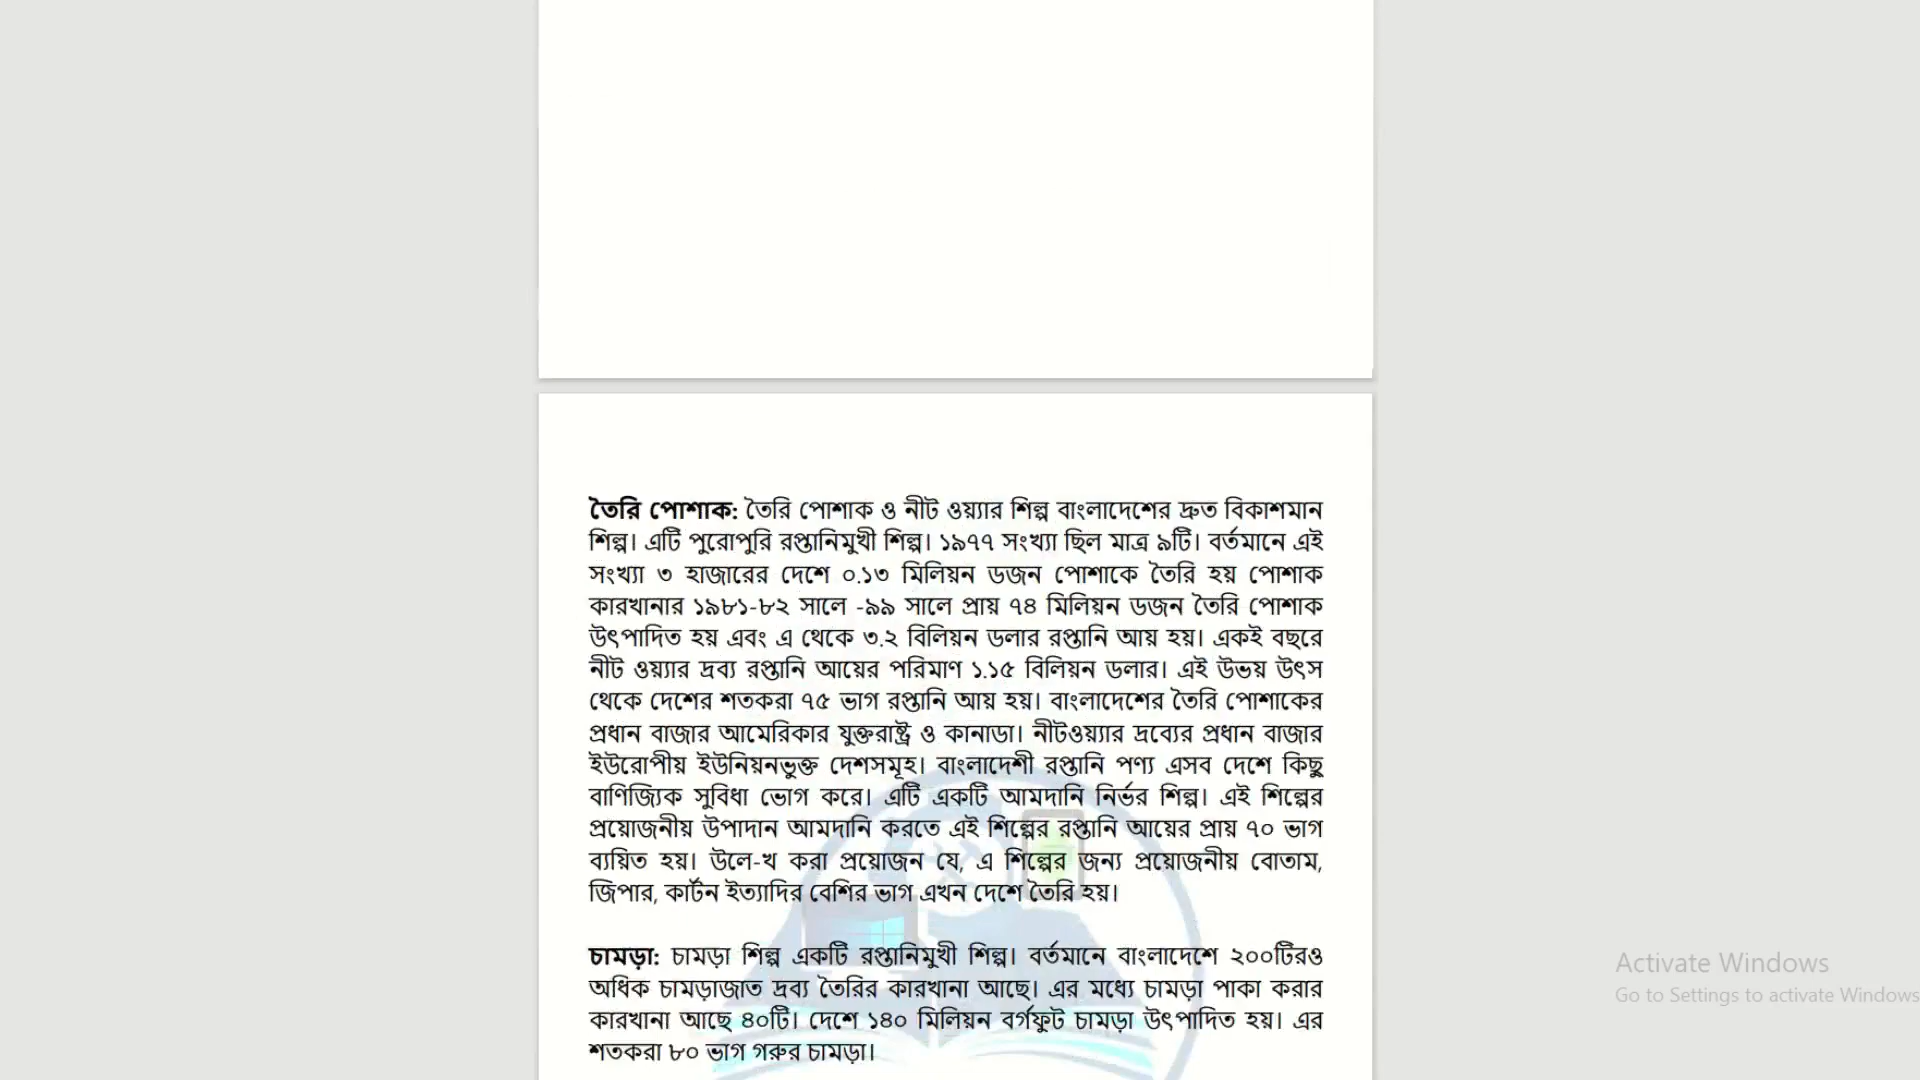 তৈরি পোশাক: তৈরি পোশাক ও নীট ওয়্যার শিল্প বাংলাদেশের দ্রুত বিকাশমান
শিল্প। এটি পুরোপুরি রপ্তানিমুখী শিল্প। ১৯৭৭ সংখ্যা ছিল মাত্র ৯টি। বর্তমানে এই
সংখ্যা ৩ হাজারের দেশে ০.১৩ মিলিয়ন ডজন পোশাকে তৈরি হয় পোশাক
কারখানার ১৯৮১-৮২ সালে -৯৯ সালে প্রায় ৭৪ মিলিয়ন ডজন তৈরি পোশাক
উৎপাদিত হয় এবং এ থেকে ৩.২ বিলিয়ন ডলার রপ্তানি আয় হয়। একই বছরে
নীট ওয়্যার দ্রব্য রপ্তানি আয়ের পরিমাণ ১.১৫ বিলিয়ন ডলার। এই উভয় উৎস
থেকে দেশের শতকরা ৭৫ ভাগ রপ্তানি আয় হয়। বাংলাদেশের তৈরি পোশাকের
প্রধান বাজার আমেরিকার যুক্তরাষ্ট্র ও কানাডা। নীটওয়্যার দ্রব্যের প্রধান বাজার
ইউরোপীয় ইউনিয়নভুক্ত দেশসমূহ। বাংলাদেশী রপ্তানি পণ্য এসব দেশে কিছু
বাণিজ্যিক সুবিধা ভোগ করে। এটি একটি আমদানি নির্ভর শিল্প। এই শিল্পের
প্রয়োজনীয় উপাদান আমদানি করতে এই শিল্পের রপ্তানি আয়ের প্রায় ৭০ ভাগ
ব্যয়িত হয়। উলে-খ করা প্রয়োজন যে, এ শিল্পের জন্য প্রয়োজনীয় বোতাম,
জিপার, কার্টন ইত্যাদির বেশির ভাগ এখন দেশে তৈরি হয়।
চামড়া: চামড়া শিল্প একটি রপ্তানিমুখী শিল্প। বর্তমানে বাংলাদেশে ২০০টিরও
অধিক চামড়াজাত দ্রব্য তৈরির কারখানা আছে। এর মধ্যে চামড়া পাকা করার
কারখানা আছে ৪০টি। দেশে ১৪০ মিলিয়ন বর্গফুট চামড়া উৎপাদিত হয়। এর
শতকরা ৮০ ভাগ গরুর চামড়া।
Activate Windows
Go to Settings to activate Windows